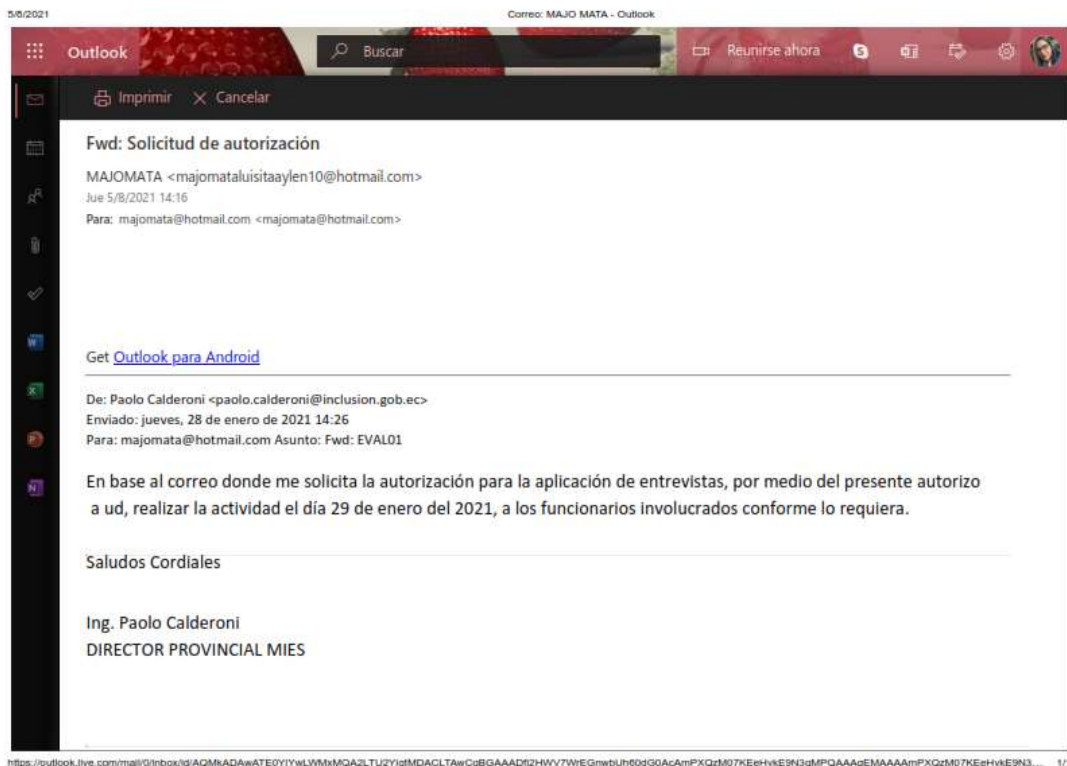 5/8/2021
Correo: MAJO MATA - Outlook
Outlook
Buscar
Reunirse ahora
Imprimir
Cancelar
Fwd: Solicitud de autorización
MAJOMATA <majomataluisitaaylen10@hotmail.com>
Jue 5/8/2021 14:16
Para: majomata@hotmail.com <majomata@hotmail.com>
Get Outlook para Android
De: Paolo Calderoni <paolo.calderoni@inclusion.gob.ec>
Enviado: jueves, 28 de enero de 2021 14:26
Para: majomata@hotmail.com Asunto: Fwd: EVAL01
En base al correo donde me solicita la autorización para la aplicación de entrevistas, por medio del presente autorizo
a ud, realizar la actividad el día 29 de enero del 2021, a los funcionarios involucrados conforme lo requiera.
Saludos Cordiales
Ing. Paolo Calderoni
DIRECTOR PROVINCIAL MIES
1/1